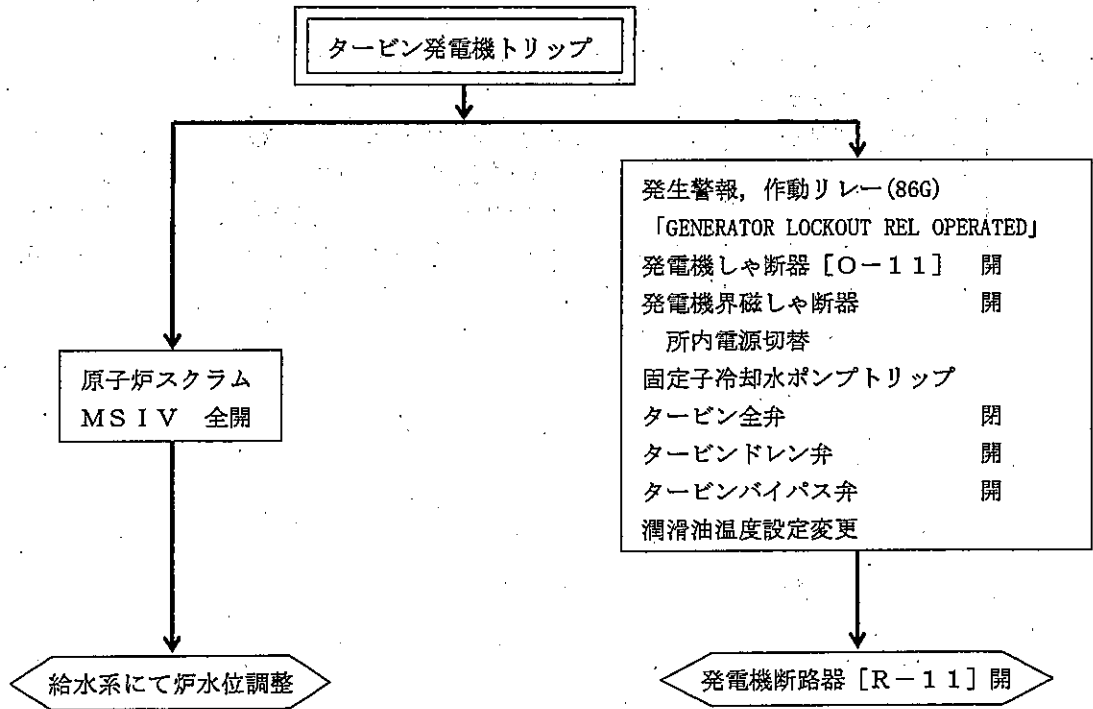 タービン発電機トリップ
原子炉スクラム
MSIV 全開
給水系にて炉水位調整
発生警報,作動リレー(86G)
「GENERATOR LOCKOUT REL OPERATED」
発電機しゃ断器[O-11] 開
発電機界磁しゃ断器 開
所内電源切替
固定子冷却水ポンプトリップ
タービン全弁 閉
タービンドレン弁 開
タービンバイパス弁 開
潤滑油温度設定変更
発電機断路器[R-11]開